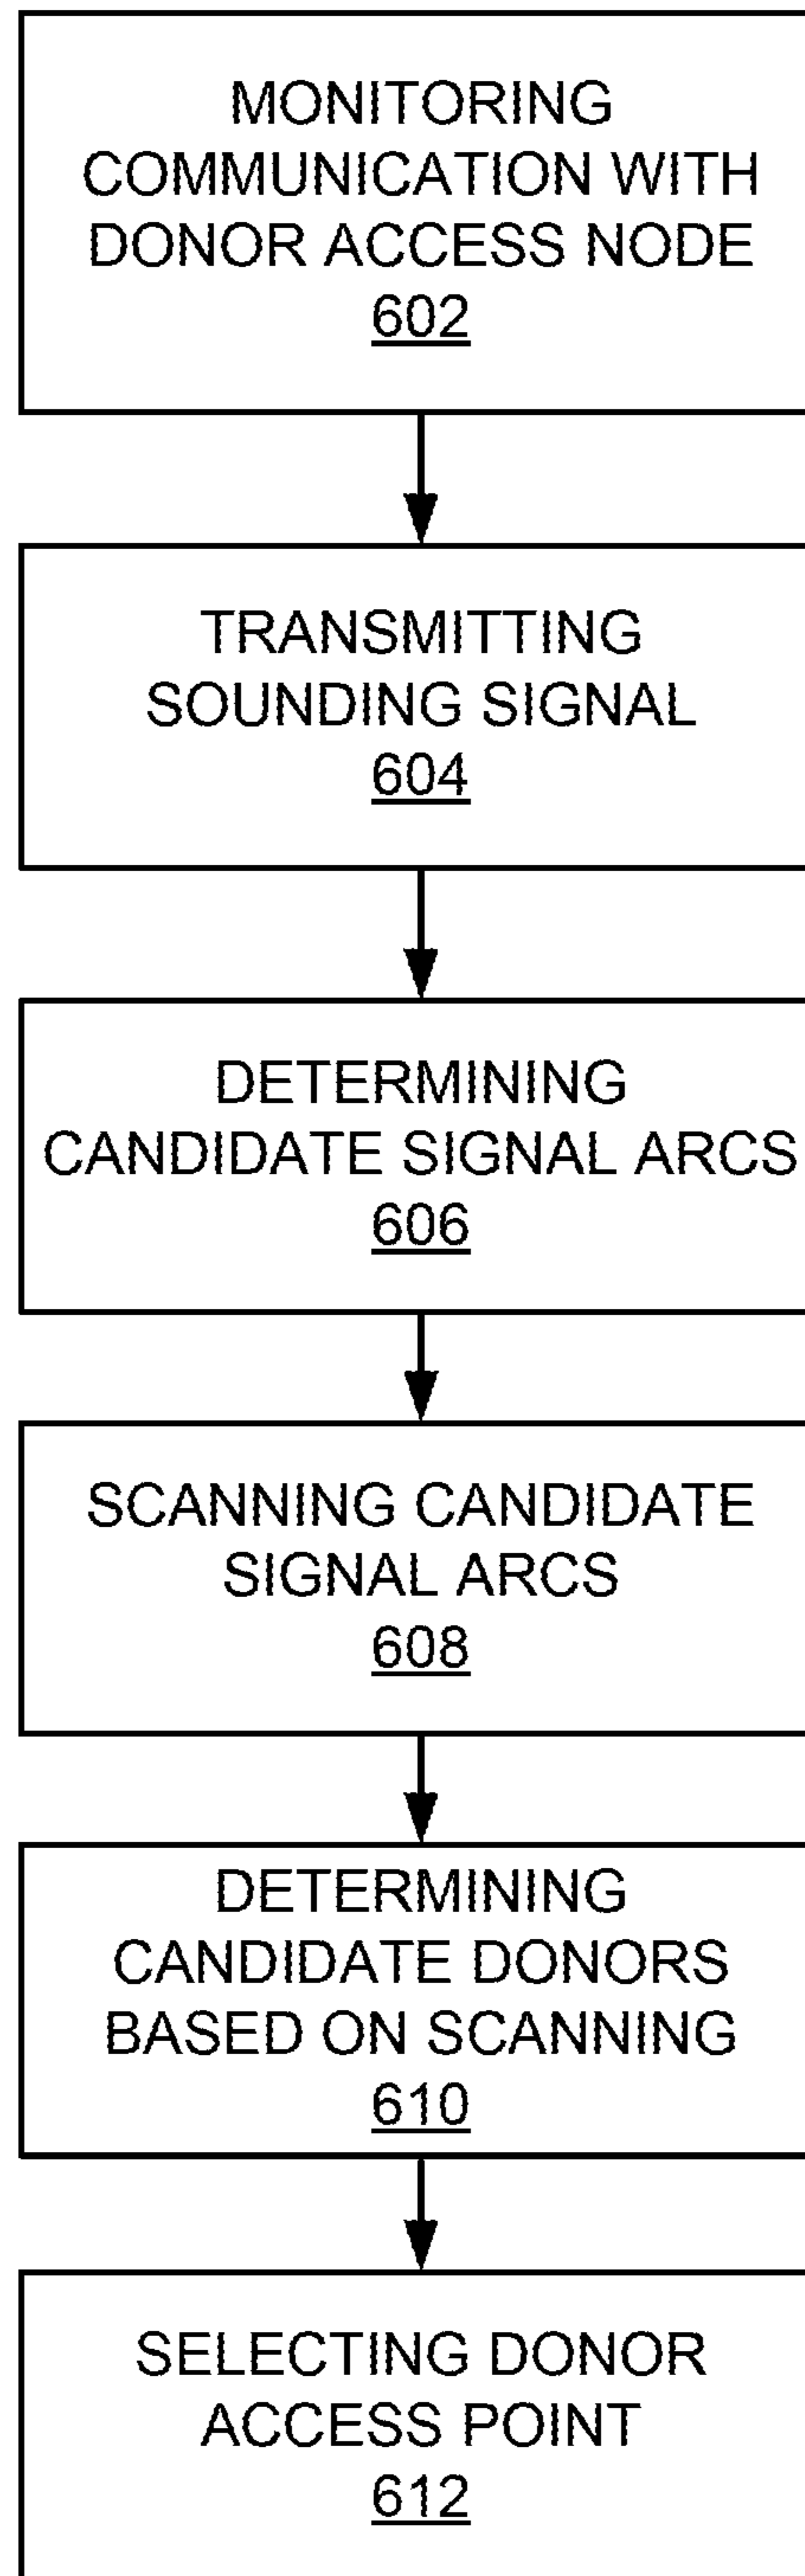 MONITORING
COMMUNICATION WITH
DONOR ACCESS NODE
602
TRANSMITTING
SOUNDING SIGNAL
604
DETERMINING
CANDIDATE SIGNAL ARCS
606
SCANNING CANDIDATE
SIGNAL ARCS
608
DETERMINING
CANDIDATE DONORS
BASED ON SCANNING
610
SELECTING DONOR
ACCESS POINT
612